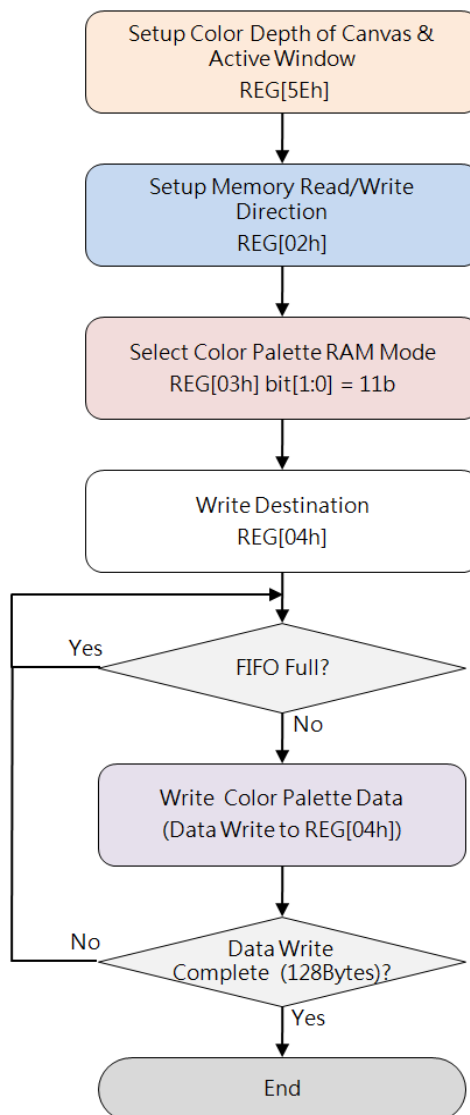 Setup Color Depth of Canvas &
Active Window
REG[5Eh]
Setup Memory Read/Write
Direction
REG[02h]
Select Color Palette RAM Mode
REG[03h] bit[1:0] = 11b
Write Destination
REG[04h]
Yes
FIFO Full?
No
Write Color Palette Data
(Data Write to REG[04h])
No
Data Write
Complete (128Bytes)?
Yes
End